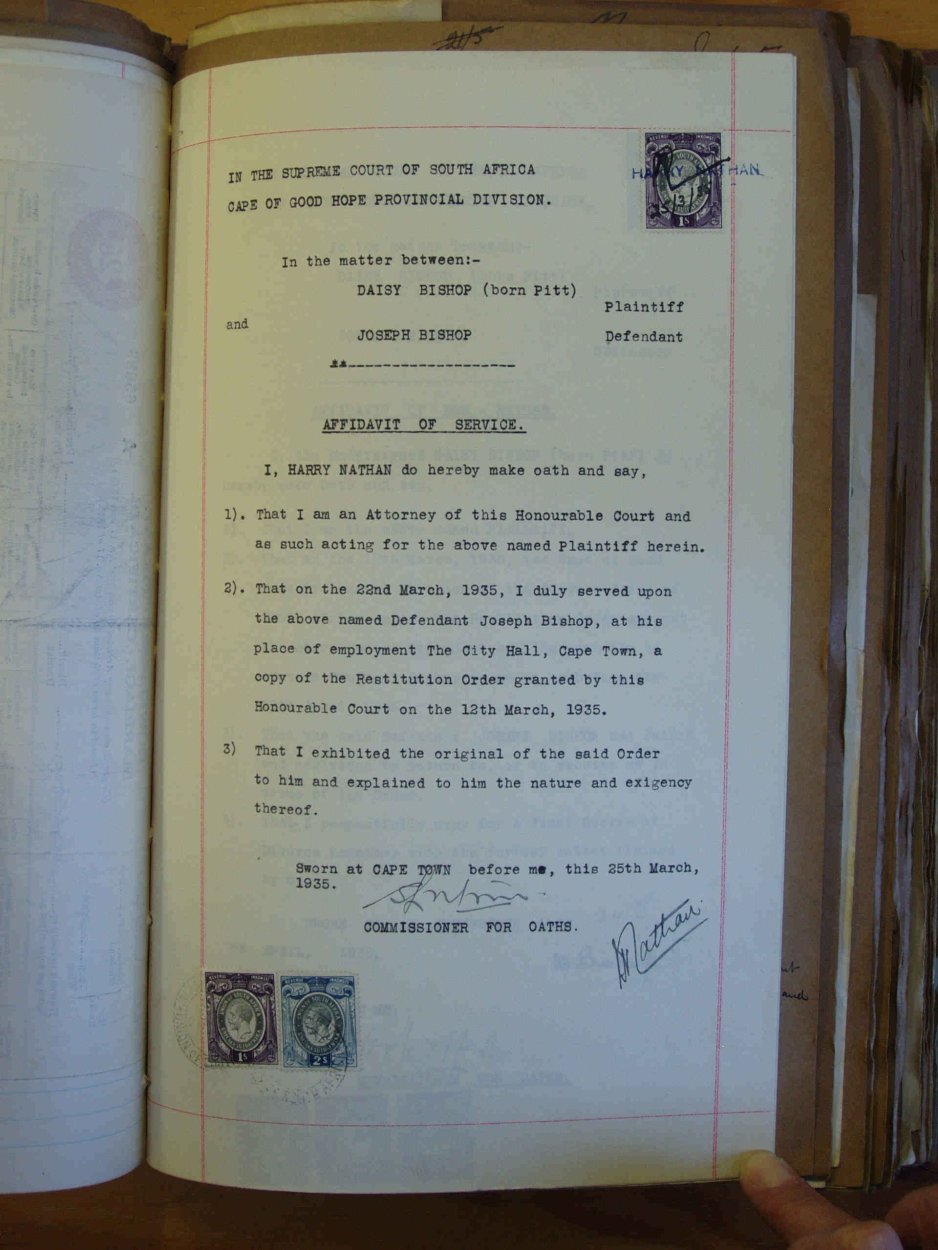 IN THE SUPREME COURT OF SOUTH AFRICA
CAPE OF GOOD HOPE PROVINCIAL DIVISION.
HARRY NATHAN
1s
In the matter between:-
DAISY BISHOP (born Pitt)
Plaintiff
and
JOSEPH BISHOP Defendant
AFFIDAVIT OF SERVICE.
I, HARRY NATHAN do hereby make oath and say,
1). That I am an Attorney of this Honourable Court and
as such acting for the above named Plaintiff herein.
2). That on the 22nd March, 1935, I duly served upon
the above named Defendant Joseph Bishop, at his
place of employment The City Hall, Cape Town, a
copy of the Restitution Order granted by this
Honourable Court on the 12th March, 1935.
3) That I exhibited the original of the said Order
to him and explained to him the nature and exigency
thereof.
Sworn at CAPE TOWN before me, this 25th March,
1935.
COMMISSIONER FOR OATHS.
HNathan
1s
2s
and